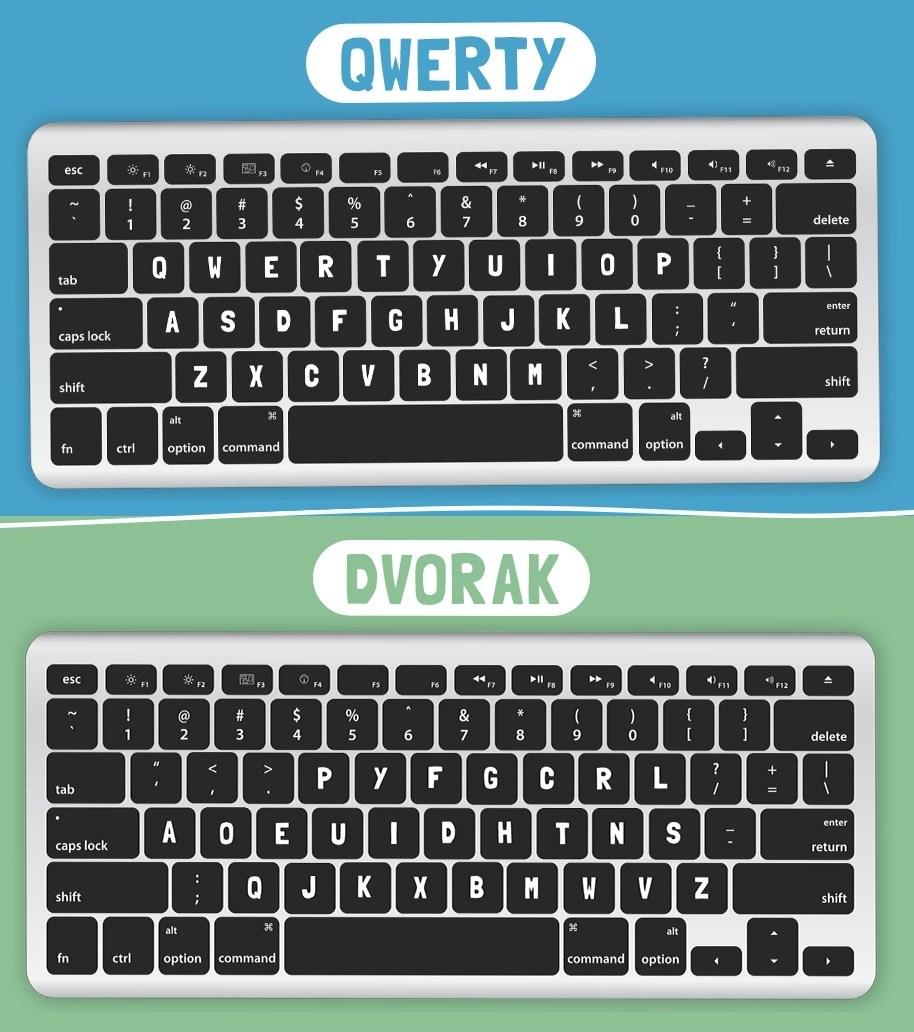 QWERTY
esc F1 F2 F3 F4 F5 F6 F7 F8 F9 F10 F11 F12
~ ! @ # $ % ^ & * ( ) _ +
` 1 2 3 4 5 6 7 8 9 0 - = delete
tab Q W E R T Y U I O P { [ } ] | \
caps lock A S D F G H J K L : ; “ ‘ enter return
shift Z X C V B N M < , > . ? / shift
fn ctrl alt option ⌘ command ⌘ command alt option
DVORAK
esc F1 F2 F3 F4 F5 F6 F7 F8 F9 F10 F11 F12
~ ! @ # $ % ^ & * ( ) { }
` 1 2 3 4 5 6 7 8 9 0 [ ] delete
tab “ ‘ < , > . P Y F G C R L ? / + = | \
caps lock A O E U I D H T N S _ - enter return
shift : ; Q J K X B M W V Z shift
fn ctrl alt option ⌘ command ⌘ command alt option